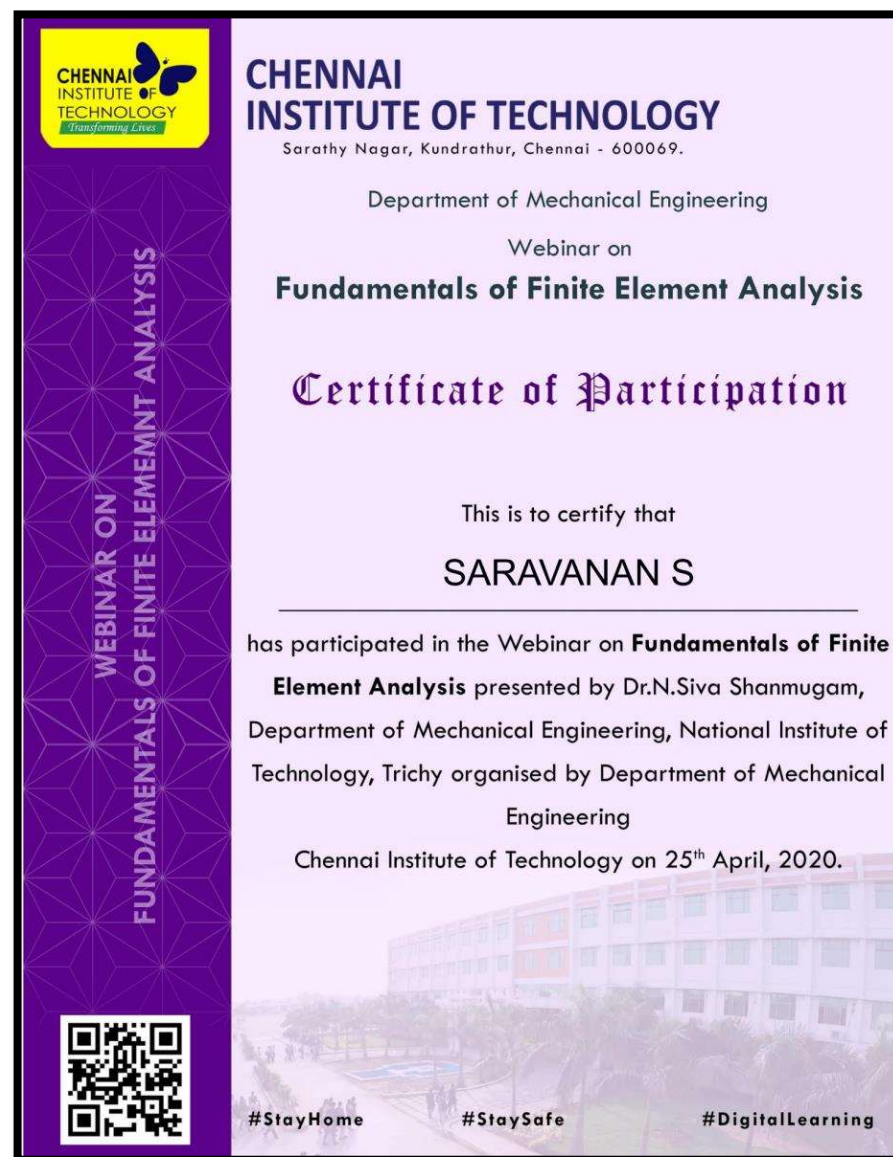 CHENNAI
INSTITUTE OF
TECHNOLOGY
Transforming Lives
CHENNAI
INSTITUTE OF TECHNOLOGY
Sarathy Nagar, Kundrathur, Chennai - 600069.
Department of Mechanical Engineering
Webinar on
Fundamentals of Finite Element Analysis
Certificate of Participation
This is to certify that
SARAVANAN S
has participated in the Webinar on Fundamentals of Finite
Element Analysis presented by Dr.N.Siva Shanmugam,
Department of Mechanical Engineering, National Institute of
Technology, Trichy organised by Department of Mechanical
Engineering
Chennai Institute of Technology on 25th April, 2020.
WEBINAR ON
FUNDAMENTALS OF FINITE ELEMEMNT ANALYSIS
#StayHome #StaySafe #DigitalLearning